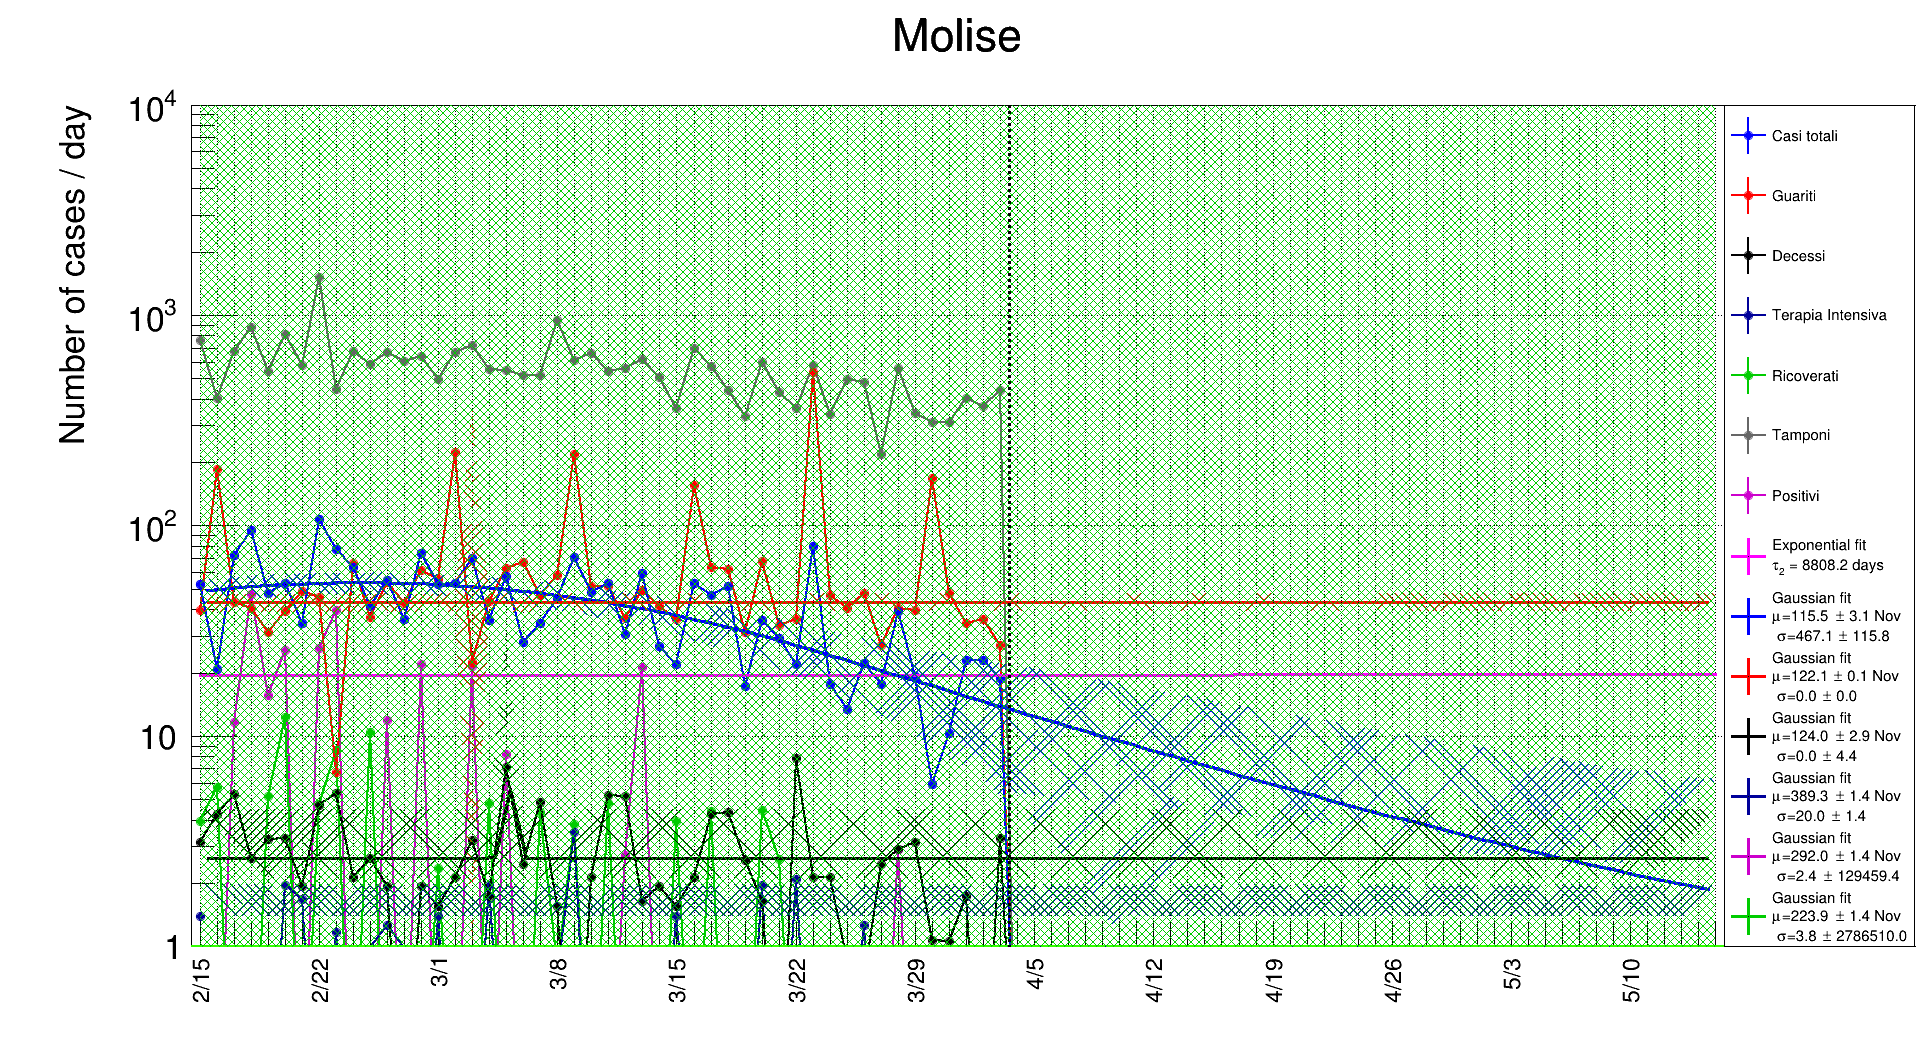 Molise
Number of cases / day
10^4
10^3
10^2
10
1
2/15
2/22
3/1
3/8
3/15
3/22
3/29
4/5
4/12
4/19
4/26
5/3
5/10
Casi totali
Guariti
Decessi
Terapia Intensiva
Ricoverati
Tamponi
Positivi
Exponential fit
τ₂ = 8808.2 days
Gaussian fit
μ=115.5 ± 3.1 Nov
σ=467.1 ± 115.8
Gaussian fit
μ=122.1 ± 0.1 Nov
σ=0.0 ± 0.0
Gaussian fit
μ=124.0 ± 2.9 Nov
σ=0.0 ± 4.4
Gaussian fit
μ=389.3 ± 1.4 Nov
σ=20.0 ± 1.4
Gaussian fit
μ=292.0 ± 1.4 Nov
σ=2.4 ± 129459.4
Gaussian fit
μ=223.9 ± 1.4 Nov
σ=3.8 ± 2786510.0